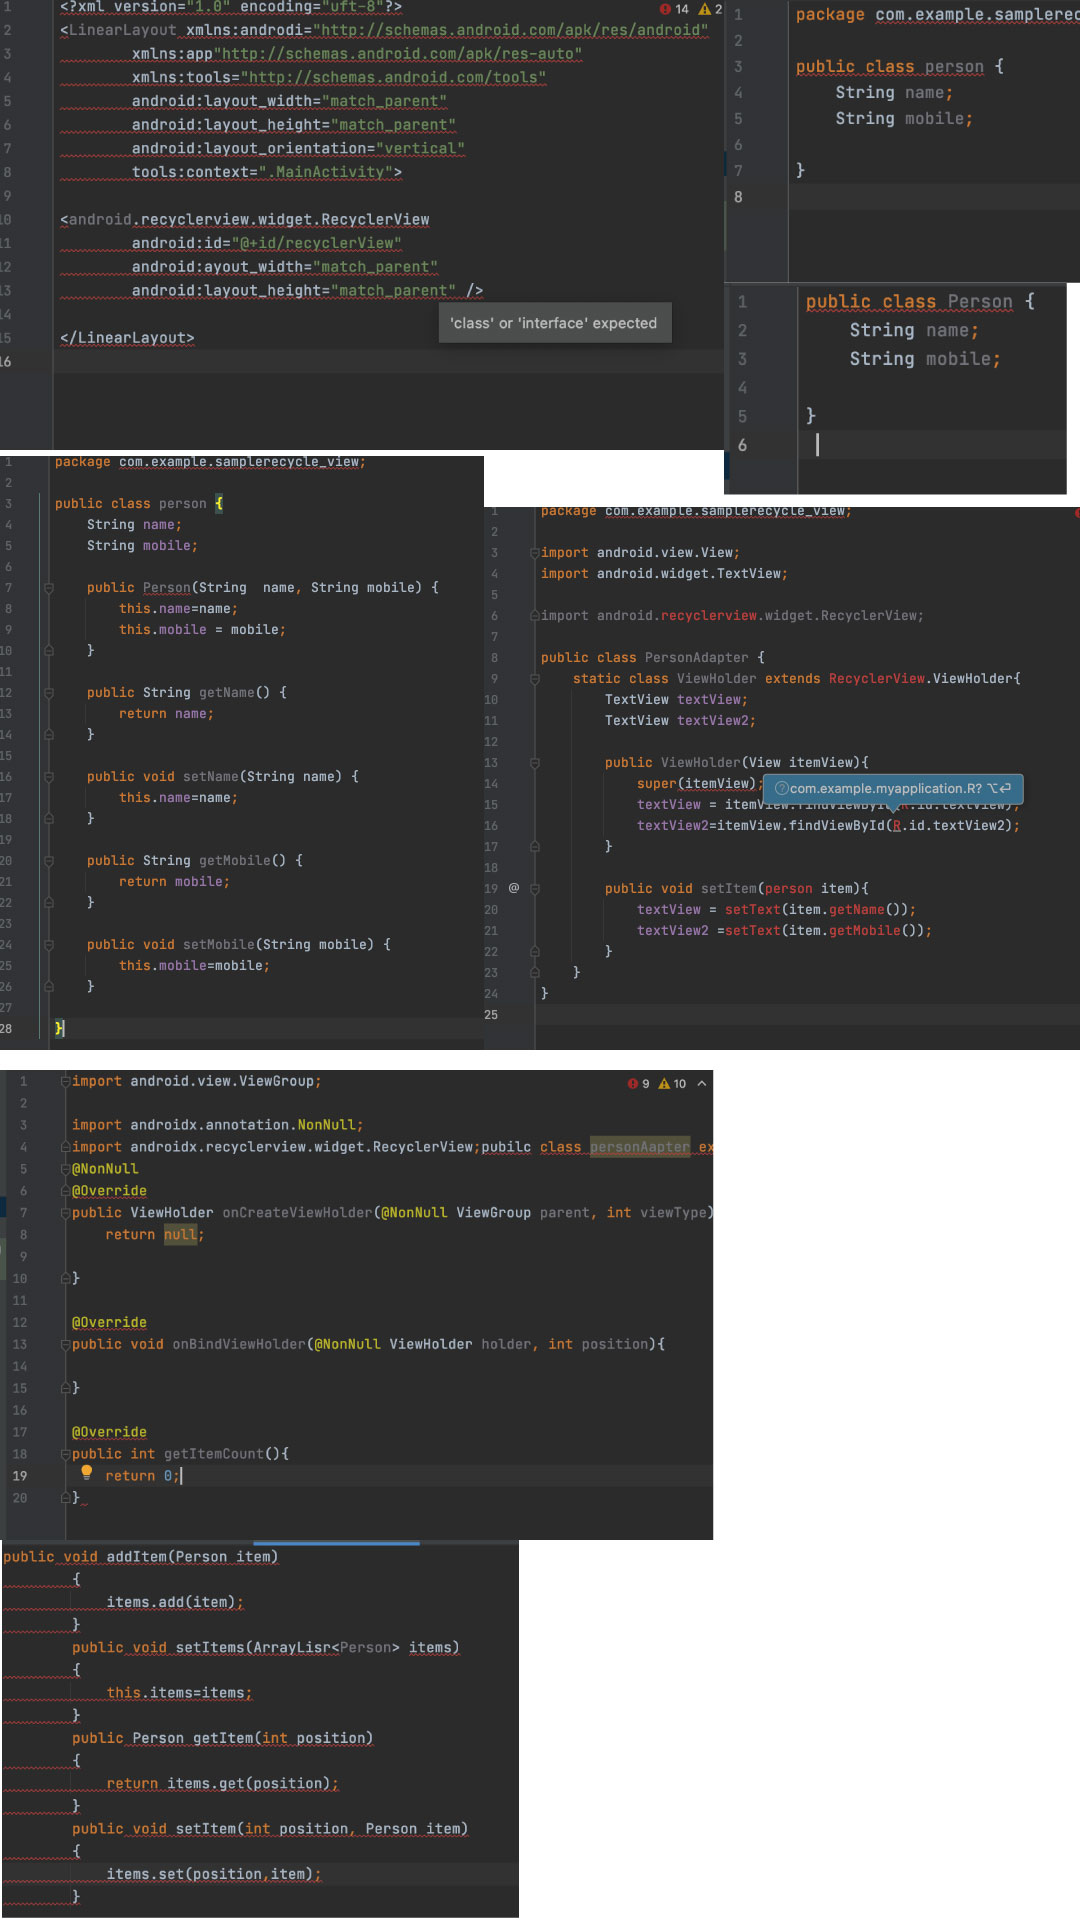 1 <?xml version="1.0" encoding="uft-8"?> 14 2
2 <LinearLayout xmlns:androdi="http://schemas.android.com/apk/res/android"
3 xmlns:app"http://schemas.android.com/apk/res-auto"
4 xmlns:tools="http://schemas.android.com/tools"
5 android:layout_width="match_parent"
6 android:layout_height="match_parent"
7 android:layout_orientation="vertical"
8 tools:context=".MainActivity">
9
10 <android.recyclerview.widget.RecyclerView
11 android:id="@+id/recyclerView"
12 android:ayout_width="match_parent"
13 android:layout_height="match_parent" />
14
'class' or 'interface' expected
15 </LinearLayout>
16
1 package com.example.samplerec
2
3 public class person {
4 String name;
5 String mobile;
6
7 }
8
1 public class Person {
2 String name;
3 String mobile;
4
5 }
6
1 package com.example.samplerecycle_view;
2
3 public class person {
4 String name;
5 String mobile;
6
7 public Person(String name, String mobile) {
8 this.name=name;
9 this.mobile = mobile;
10 }
11
12 public String getName() {
13 return name;
14 }
15
16 public void setName(String name) {
17 this.name=name;
18 }
19
20 public String getMobile() {
21 return mobile;
22 }
23
24 public void setMobile(String mobile) {
25 this.mobile=mobile;
26 }
27
28 }
1 package com.example.samplerecycle_view;
2
3 import android.view.View;
4 import android.widget.TextView;
5
6 import android.recyclerview.widget.RecyclerView;
7
8 public class PersonAdapter {
9 static class ViewHolder extends RecyclerView.ViewHolder{
10 TextView textView;
11 TextView textView2;
12
13 public ViewHolder(View itemView){
14 super(itemView);
?com.example.myapplication.R? ⌥⏎
15 textView = itemView.findViewById(R.id.textView);
16 textView2=itemView.findViewById(R.id.textView2);
17 }
18
19 @ public void setItem(person item){
20 textView = setText(item.getName());
21 textView2 =setText(item.getMobile());
22 }
23 }
24 }
25
1 import android.view.ViewGroup; 9 10
2
3 import androidx.annotation.NonNull;
4 import androidx.recyclerview.widget.RecyclerView;pubilc class personAapter ex
5 @NonNull
6 @Override
7 public ViewHolder onCreateViewHolder(@NonNull ViewGroup parent, int viewType)
8 return null;
9
10 }
11
12 @Override
13 public void onBindViewHolder(@NonNull ViewHolder holder, int position){
14
15 }
16
17 @Override
18 public int getItemCount(){
19 return 0;
20 }
public void addItem(Person item)
{
items.add(item);
}
public void setItems(ArrayLisr<Person> items)
{
this.items=items;
}
public Person getItem(int position)
{
return items.get(position);
}
public void setItem(int position, Person item)
{
items.set(position,item);
}